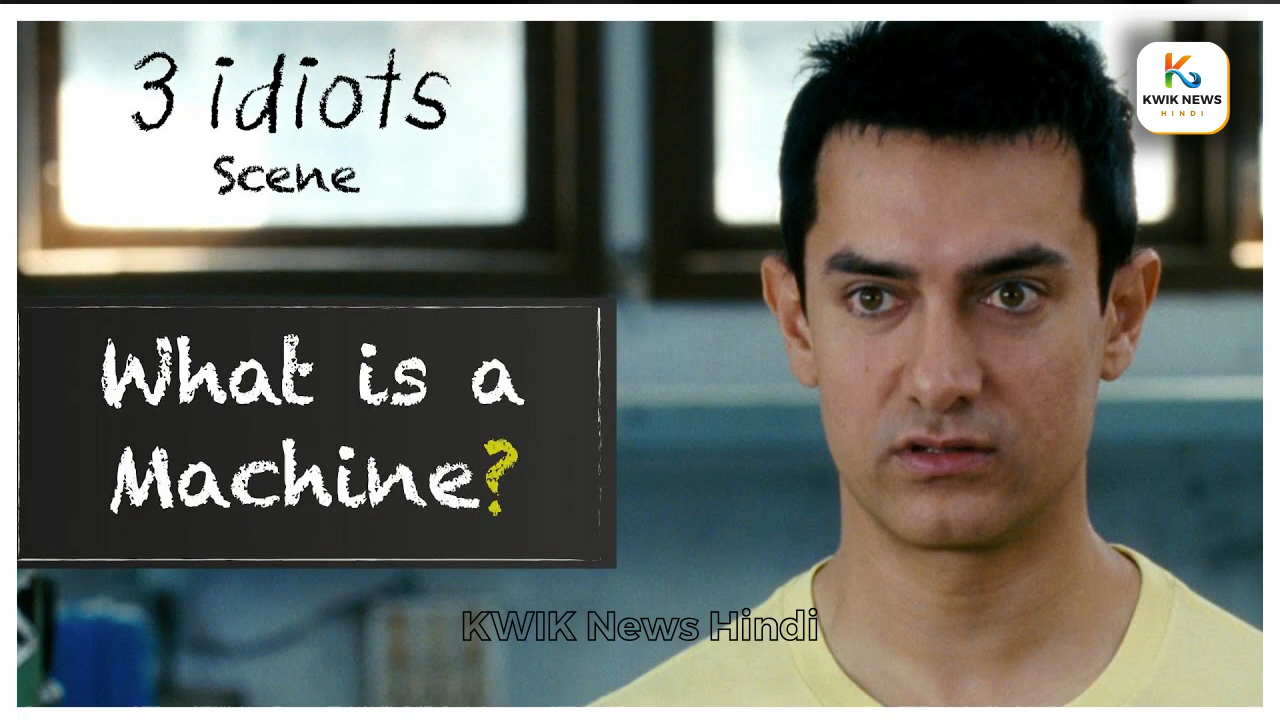 3 idiots
Scene
KWIK NEWS
HINDI
What is a
Machine?
KWIK News Hindi